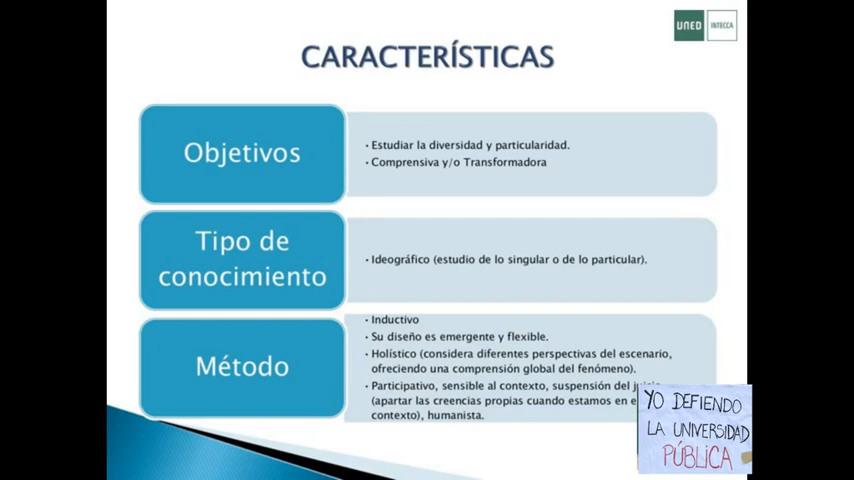 UNED
INTECCA
CARACTERÍSTICAS
Objetivos
• Estudiar la diversidad y particularidad.
• Comprensiva y/o Transformadora
Tipo de
conocimiento
• Ideográfico (estudio de lo singular o de lo particular).
Método
• Inductivo
• Su diseño es emergente y flexible.
• Holístico (considera diferentes perspectivas del escenario,
ofreciendo una comprensión global del fenómeno).
• Participativo, sensible al contexto, suspensión del
(apartar las creencias propias cuando estamos en
contexto), humanista.
YO DEFIENDO
LA UNIVERSIDAD
PÚBLICA